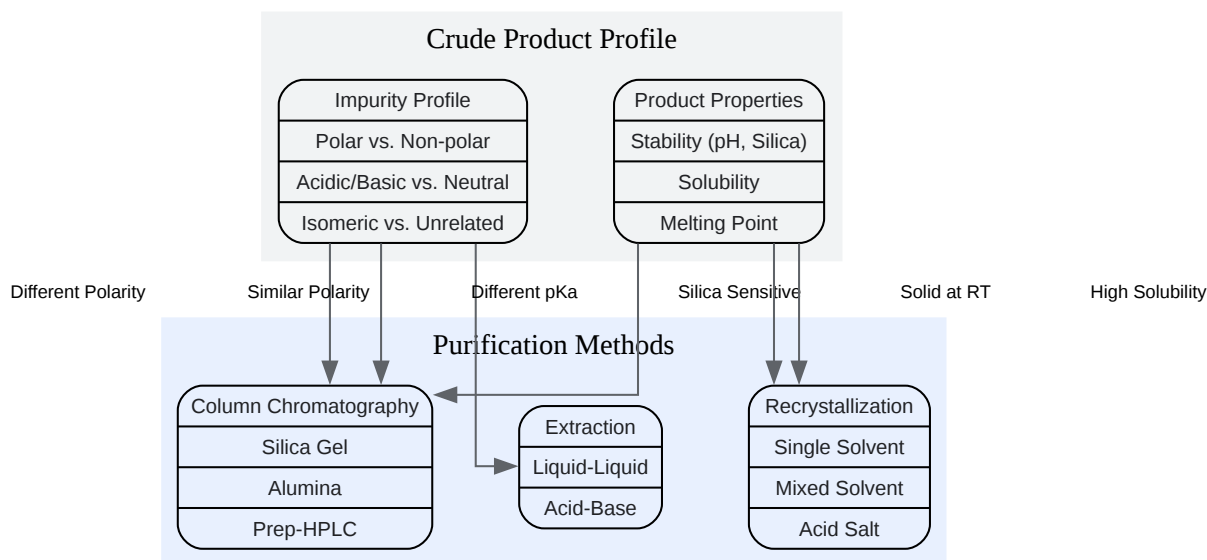 Crude Product Profile
Impurity Profile
Polar vs. Non-polar
Acidic/Basic vs. Neutral
Isomeric vs. Unrelated
Product Properties
Stability (pH, Silica)
Solubility
Melting Point
Different Polarity
Similar Polarity
Different pKa
Silica Sensitive
Solid at RT
High Solubility
Purification Methods
Column Chromatography
Silica Gel
Alumina
Prep-HPLC
Extraction
Liquid-Liquid
Acid-Base
Recrystallization
Single Solvent
Mixed Solvent
Acid Salt